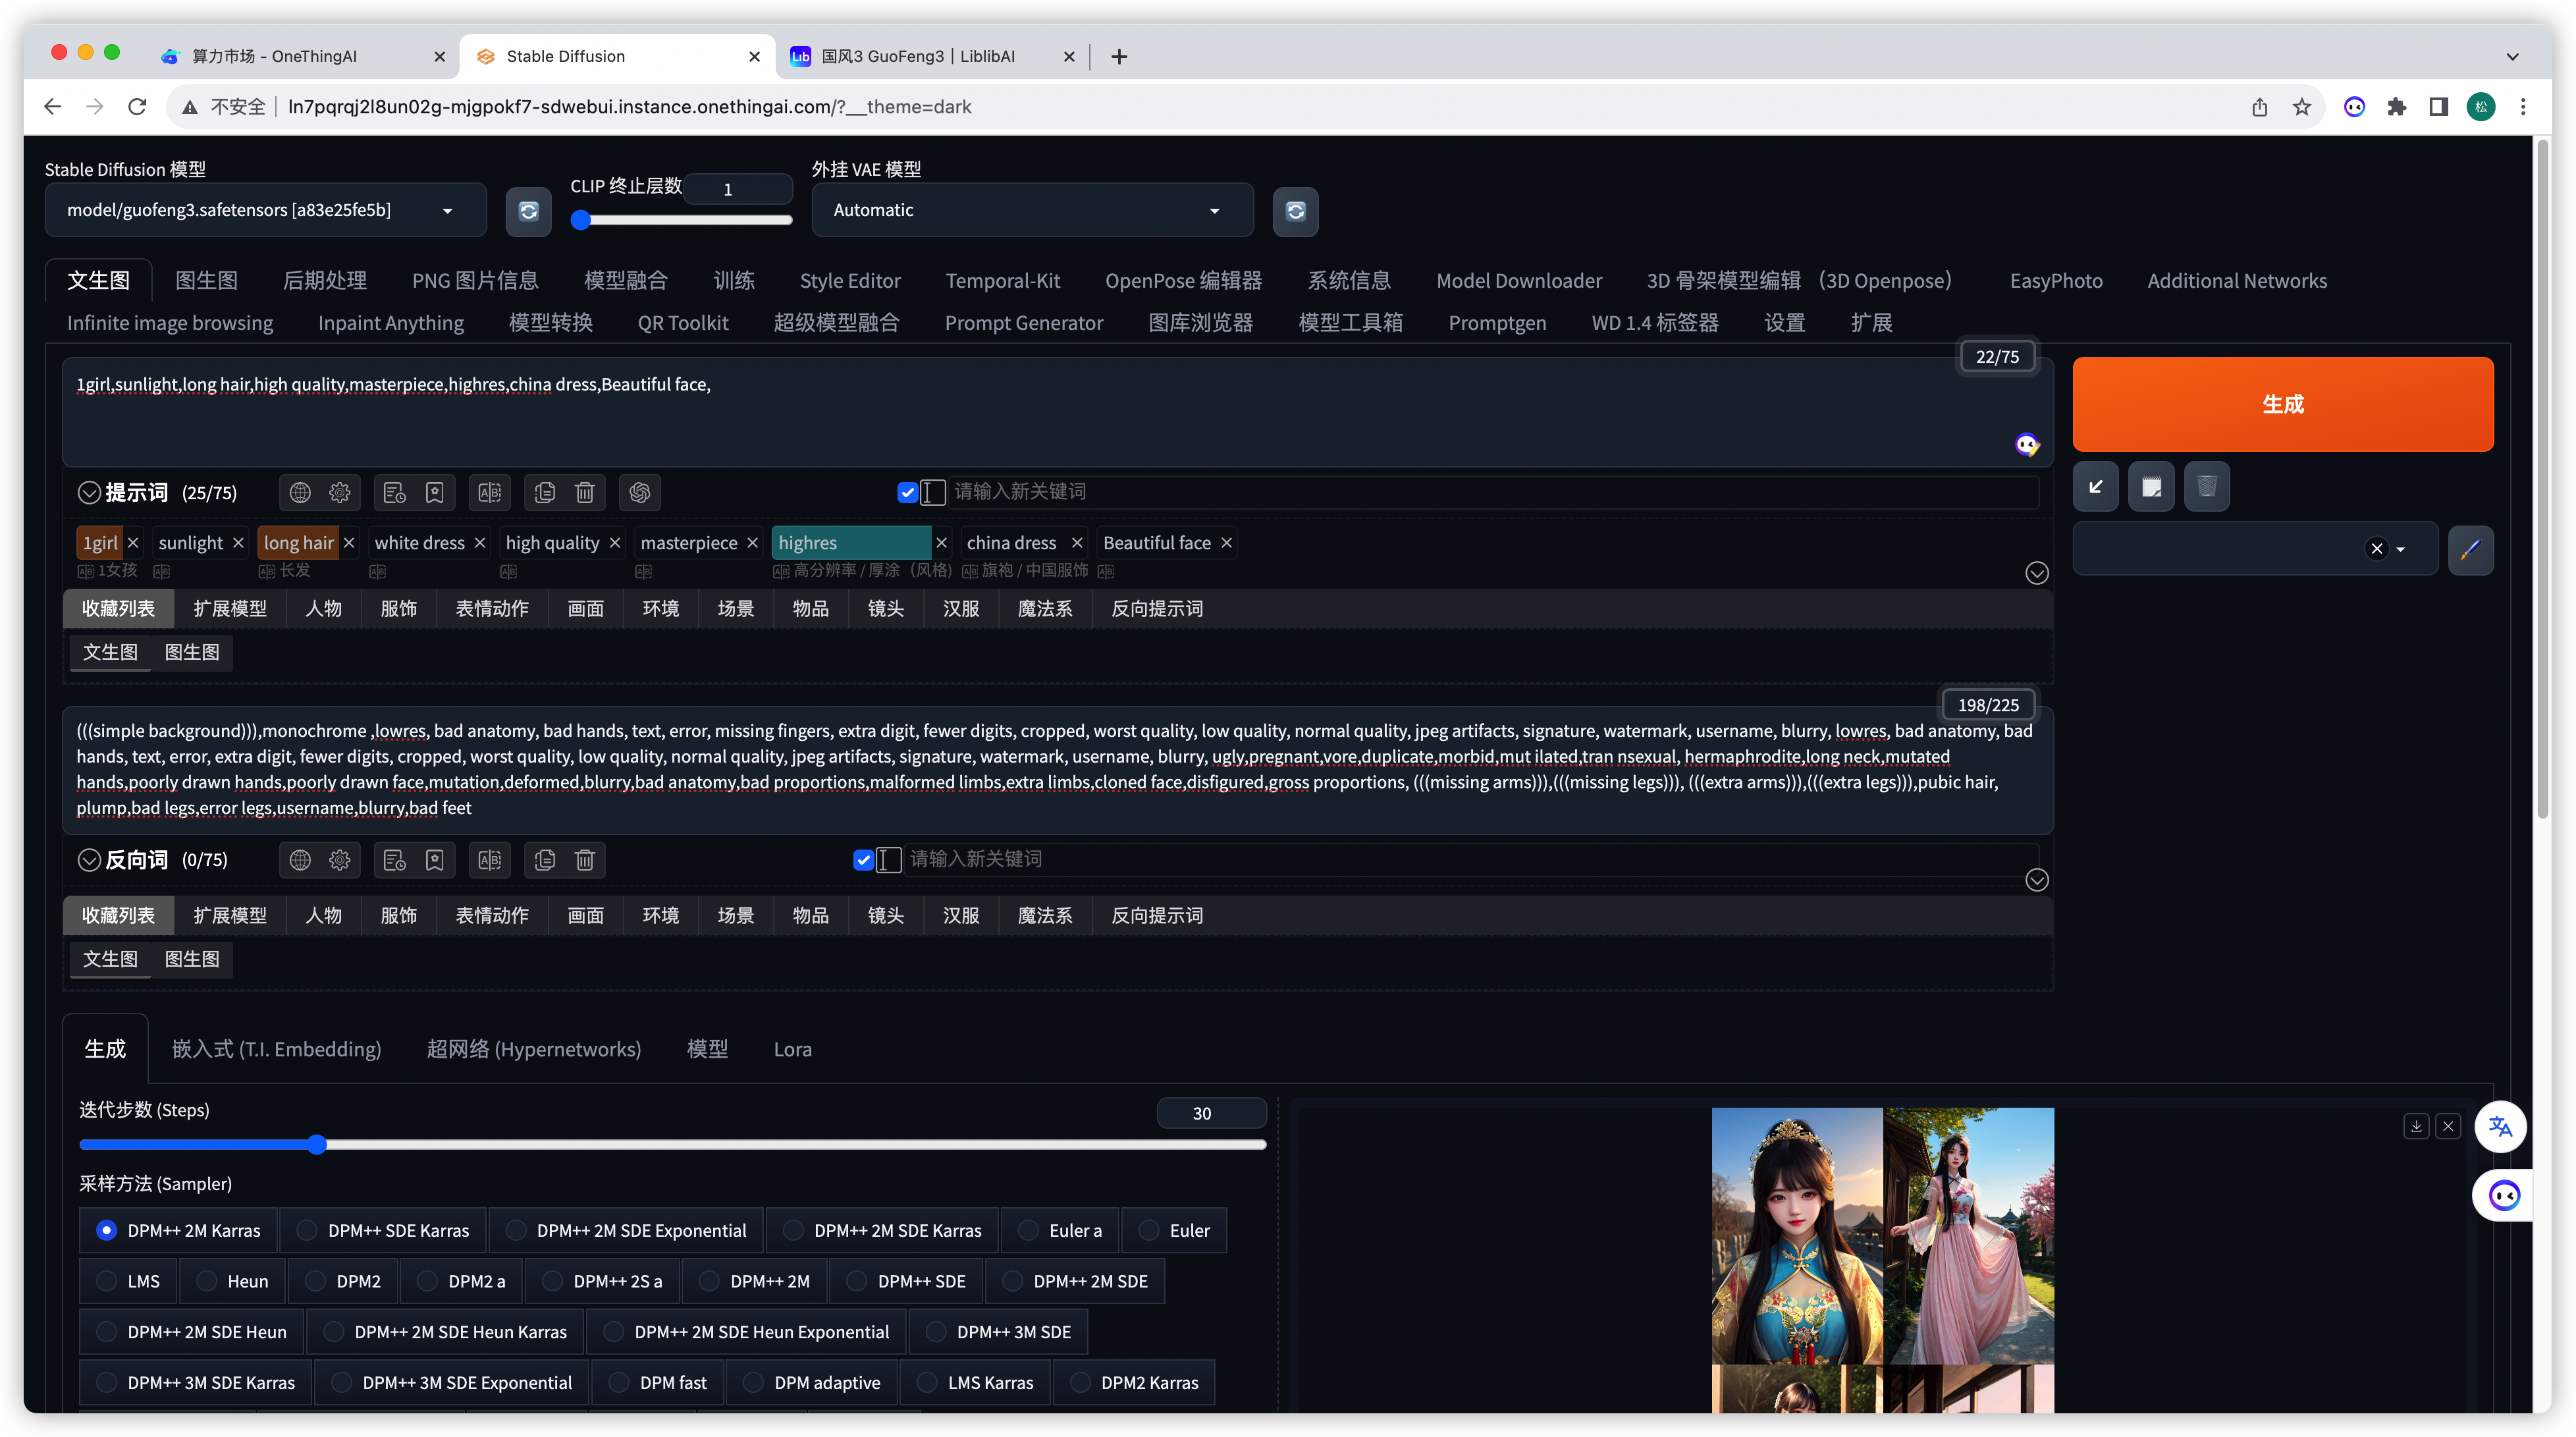 算力市场 - OneThingAI
Stable Diffusion
国风3 GuoFeng3 | LiblibAI
不安全
ln7pqrqj2l8un02g-mjgpokf7-sdwebui.instance.onethingai.com/?__theme=dark
松
Stable Diffusion 模型
CLIP 终止层数
1
外挂 VAE 模型
model/guofeng3.safetensors [a83e25fe5b]
Automatic
文生图 图生图 后期处理 PNG 图片信息 模型融合 训练 Style Editor Temporal-Kit OpenPose 编辑器 系统信息 Model Downloader 3D 骨架模型编辑 （3D Openpose） EasyPhoto Additional Networks
Infinite image browsing Inpaint Anything 模型转换 QR Toolkit 超级模型融合 Prompt Generator 图库浏览器 模型工具箱 Promptgen WD 1.4 标签器 设置 扩展
22/75
1girl,sunlight,long hair,high quality,masterpiece,highres,china dress,Beautiful face,
生成
提示词 (25/75)
请输入新关键词
1girl sunlight long hair white dress high quality masterpiece highres china dress Beautiful face
1女孩 长发 高分辨率 / 厚涂 （风格） 旗袍 / 中国服饰
收藏列表 扩展模型 人物 服饰 表情动作 画面 环境 场景 物品 镜头 汉服 魔法系 反向提示词
文生图 图生图
198/225
(((simple background))),monochrome ,lowres, bad anatomy, bad hands, text, error, missing fingers, extra digit, fewer digits, cropped, worst quality, low quality, normal quality, jpeg artifacts, signature, watermark, username, blurry, lowres, bad anatomy, bad
hands, text, error, extra digit, fewer digits, cropped, worst quality, low quality, normal quality, jpeg artifacts, signature, watermark, username, blurry, ugly,pregnant,vore,duplicate,morbid,mut ilated,tran nsexual, hermaphrodite,long neck,mutated
hands,poorly drawn hands,poorly drawn face,mutation,deformed,blurry,bad anatomy,bad proportions,malformed limbs,extra limbs,cloned face,disfigured,gross proportions, (((missing arms))),(((missing legs))), (((extra arms))),(((extra legs))),pubic hair,
plump,bad legs,error legs,username,blurry,bad feet
反向词 (0/75)
请输入新关键词
收藏列表 扩展模型 人物 服饰 表情动作 画面 环境 场景 物品 镜头 汉服 魔法系 反向提示词
文生图 图生图
生成 嵌入式 (T.I. Embedding) 超网络 (Hypernetworks) 模型 Lora
迭代步数 (Steps)
30
采样方法 (Sampler)
DPM++ 2M Karras DPM++ SDE Karras DPM++ 2M SDE Exponential DPM++ 2M SDE Karras Euler a Euler
LMS Heun DPM2 DPM2 a DPM++ 2S a DPM++ 2M DPM++ SDE DPM++ 2M SDE
DPM++ 2M SDE Heun DPM++ 2M SDE Heun Karras DPM++ 2M SDE Heun Exponential DPM++ 3M SDE
DPM++ 3M SDE Karras DPM++ 3M SDE Exponential DPM fast DPM adaptive LMS Karras DPM2 Karras